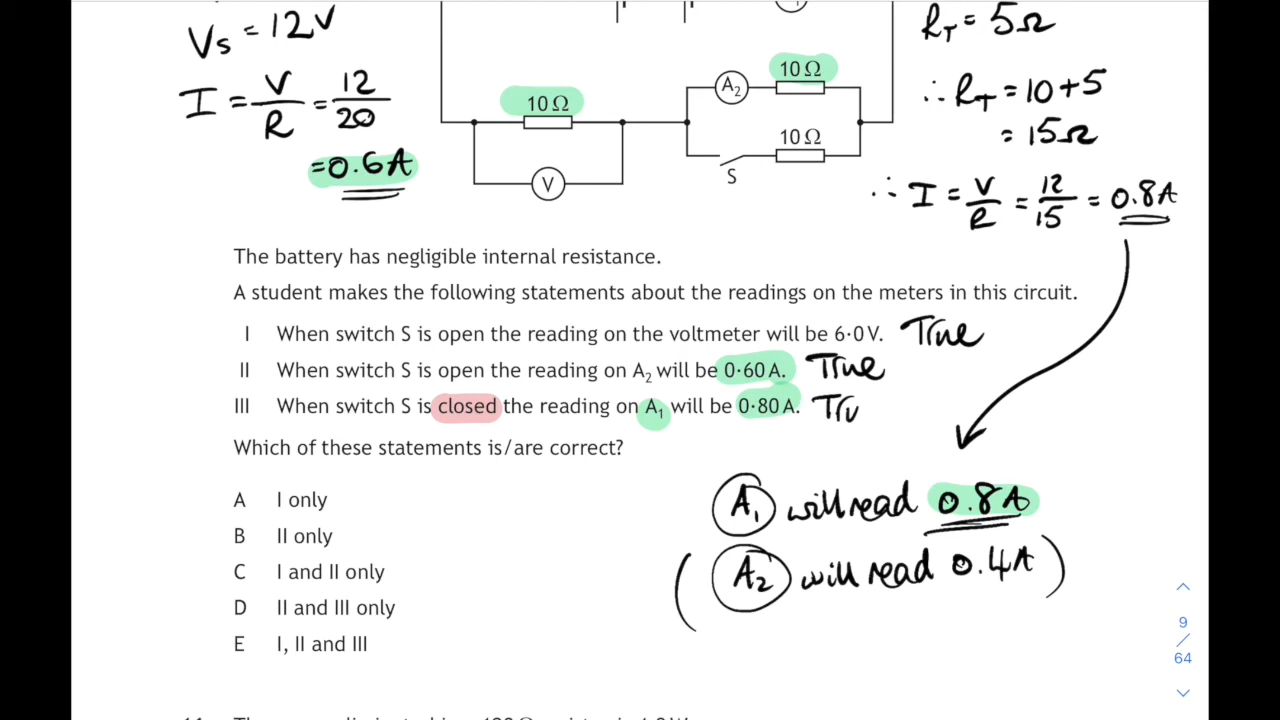 Vs = 12V
I = V/R = 12/20
= 0.6A
RT = 5Ω
∴ RT = 10+5
= 15Ω
∴ I = V/R = 12/15 = 0.8A
10 Ω
10 Ω
A2
10 Ω
S
V
The battery has negligible internal resistance.
A student makes the following statements about the readings on the meters in this circuit.
I When switch S is open the reading on the voltmeter will be 6·0 V. True
II When switch S is open the reading on A2 will be 0·60 A. True
III When switch S is closed the reading on A1 will be 0·80 A. Tru
Which of these statements is/are correct?
A I only
B II only
C I and II only
D II and III only
E I, II and III
A1 will read 0.8A
(A2 will read 0.4A)
9
/
64